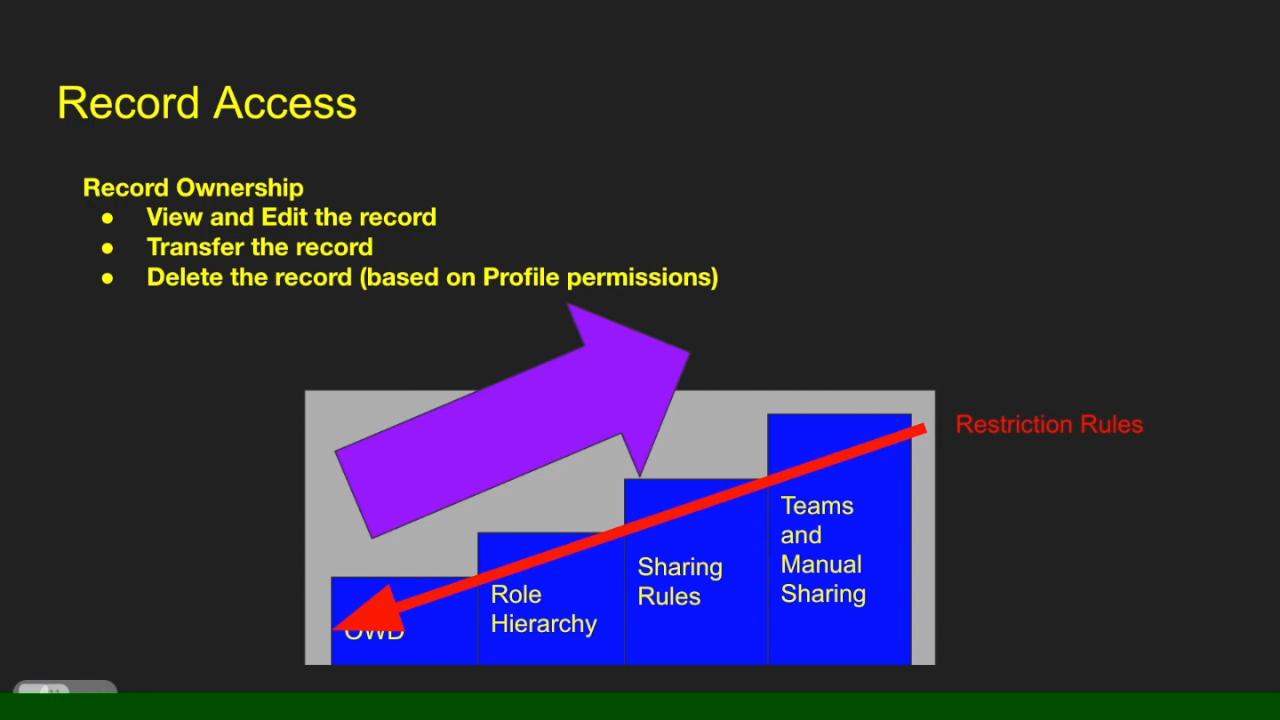 Record Access
Record Ownership
● View and Edit the record
● Transfer the record
● Delete the record (based on Profile permissions)
Restriction Rules
Teams
and
Manual
Sharing
Sharing
Rules
Role
Hierarchy
OWD